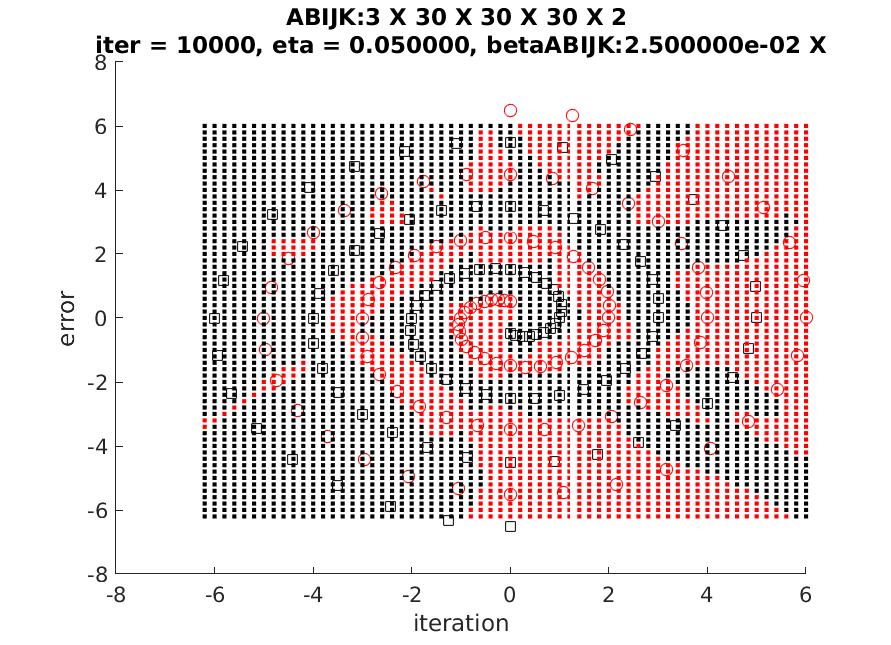 ABIJK:3 X 30 X 30 X 30 X 2
iter = 10000, eta = 0.050000, betaABIJK:2.500000e-02 X
8
6
4
2
0
-2
-4
-6
-8
error
-8 -6 -4 -2 0 2 4 6
iteration